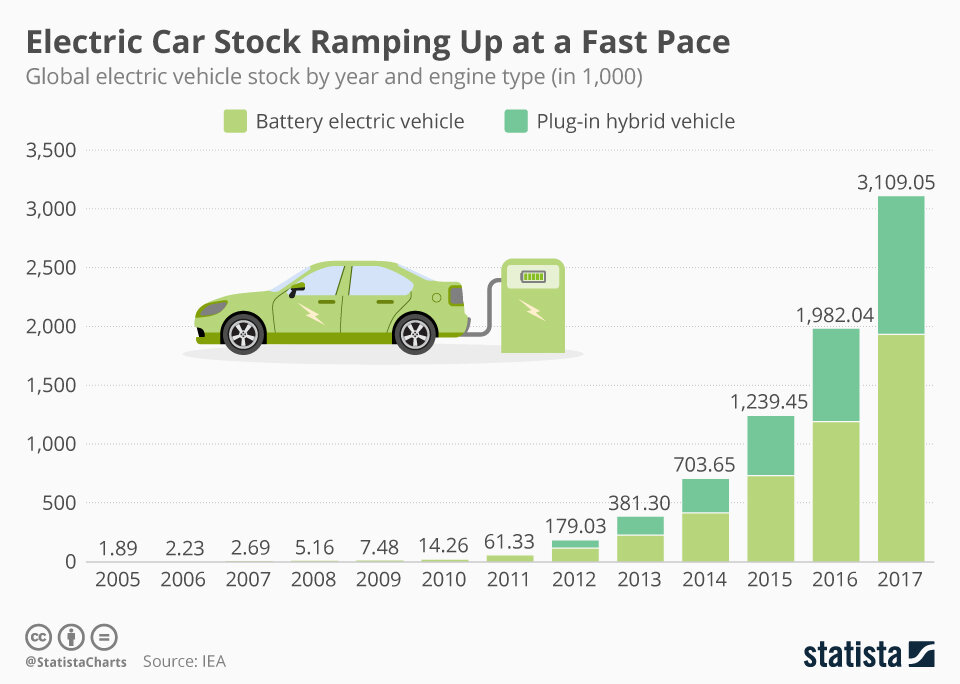 Electric Car Stock Ramping Up at a Fast Pace
Global electric vehicle stock by year and engine type (in 1,000)
Battery electric vehicle Plug-in hybrid vehicle
3,500
3,000
2,500
2,000
1,500
1,000
500
0
1.89 2.23 2.69 5.16 7.48 14.26 61.33 179.03 381.30 703.65 1,239.45 1,982.04 3,109.05
2005 2006 2007 2008 2009 2010 2011 2012 2013 2014 2015 2016 2017
cc
@StatistaCharts Source: IEA
statista